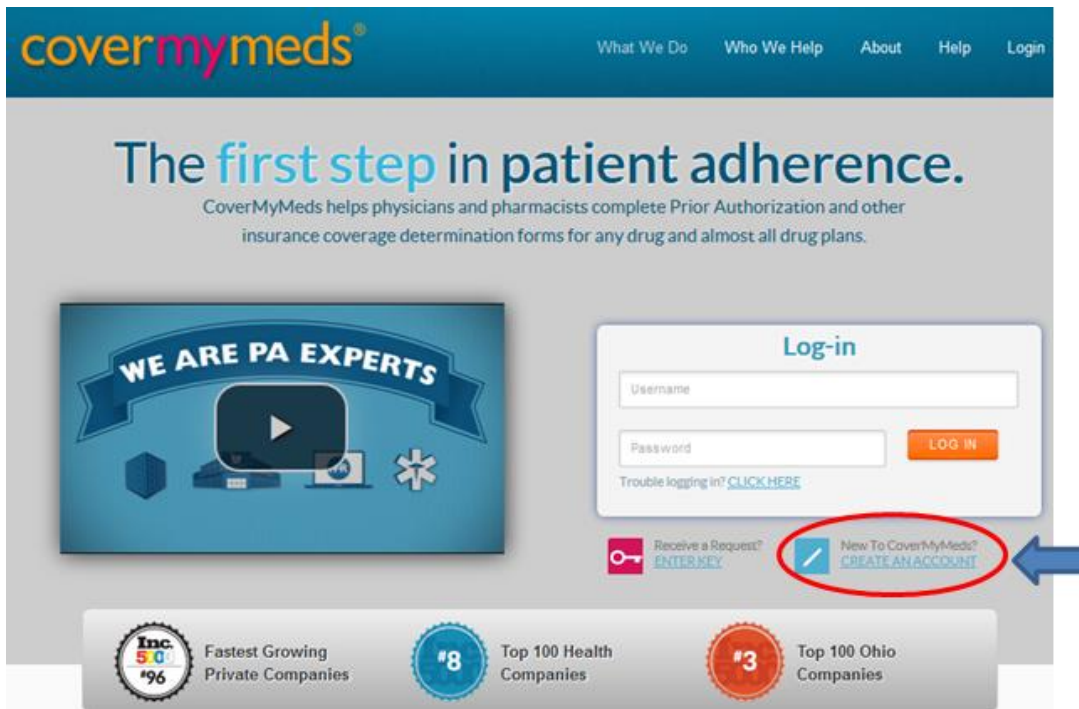 covermymeds®
What We Do Who We Help About Help Login
The first step in patient adherence.
CoverMyMeds helps physicians and pharmacists complete Prior Authorization and other
insurance coverage determination forms for any drug and almost all drug plans.
WE ARE PA EXPERTS
Log-in
Username
Password
LOG IN
Trouble logging in? CLICK HERE
Receive a Request?
ENTER KEY
New To CoverMyMeds?
CREATE AN ACCOUNT
Inc.
5000
#96
Fastest Growing
Private Companies
#8
Top 100 Health
Companies
#3
Top 100 Ohio
Companies